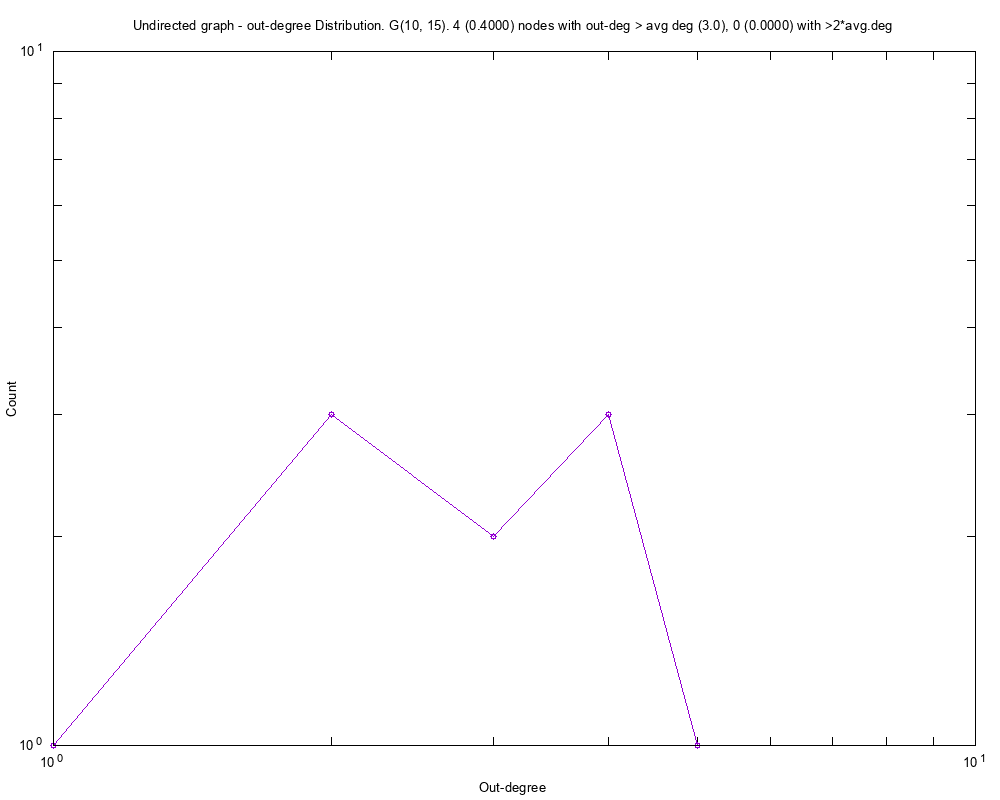 Undirected graph - out-degree Distribution. G(10, 15). 4 (0.4000) nodes with out-deg > avg deg (3.0), 0 (0.0000) with >2*avg.deg
10^1
Count
10^0
10^0
10^1
Out-degree